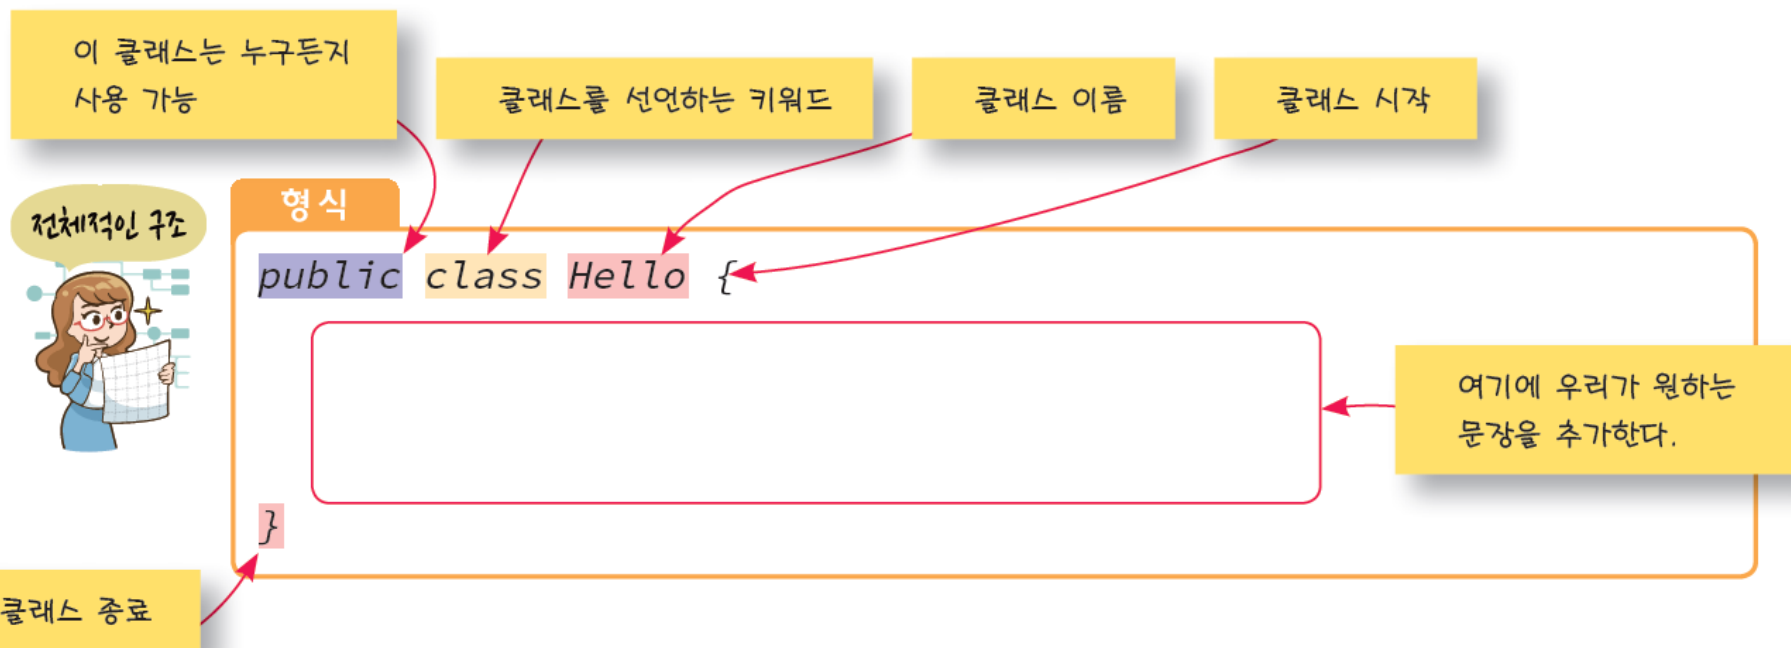 이 클래스는 누구든지
사용 가능
클래스를 선언하는 키워드
클래스 이름
클래스 시작
전체적인 구조
형식
public class Hello {
여기에 우리가 원하는
문장을 추가한다.
}
클래스 종료